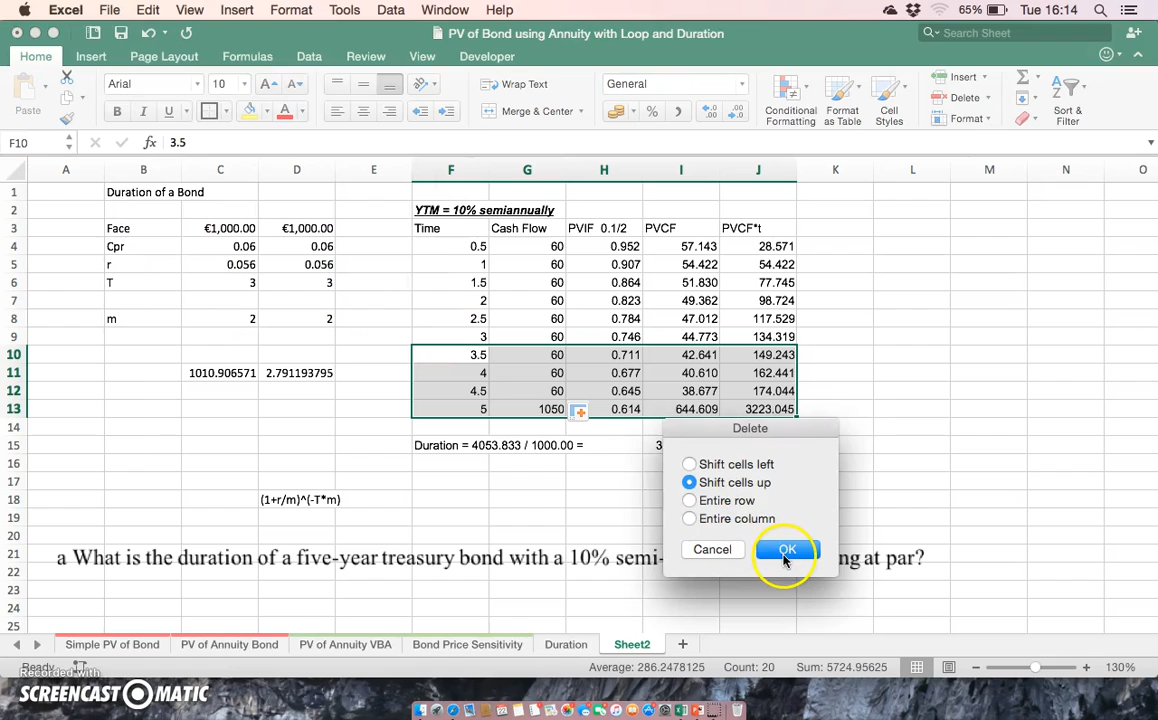 Excel File Edit View Insert Format Tools Data Window Help 65% Tue 16:14
PV of Bond using Annuity with Loop and Duration Search Sheet
Home Insert Page Layout Formulas Data Review View Developer
Arial 10 Wrap Text General Insert
Paste B I U A Merge & Center % Conditional Formatting Format as Table Cell Styles Delete Sort & Filter
Format
F10 fx 3.5
A B C D E F G H I J K L M N O
1 Duration of a Bond
2 YTM = 10% semiannually
3 Face €1,000.00 €1,000.00 Time Cash Flow PVIF 0.1/2 PVCF PVCF*t
4 Cpr 0.06 0.06 0.5 60 0.952 57.143 28.571
5 r 0.056 0.056 1 60 0.907 54.422 54.422
6 T 3 3 1.5 60 0.864 51.830 77.745
7 2 60 0.823 49.362 98.724
8 m 2 2 2.5 60 0.784 47.012 117.529
9 3 60 0.746 44.773 134.319
10 3.5 60 0.711 42.641 149.243
11 1010.906571 2.791193795 4 60 0.677 40.610 162.441
12 4.5 60 0.645 38.677 174.044
13 5 1050 0.614 644.609 3223.045
14
15 Duration = 4053.833 / 1000.00 = 3
16
17
18 (1+r/m)^(-T*m)
19
20
21 a What is the duration of a five-year treasury bond with a 10% semi- ng at par?
22
23
24
25
Delete
Shift cells left
Shift cells up
Entire row
Entire column
Cancel OK
Simple PV of Bond PV of Annuity Bond PV of Annuity VBA Bond Price Sensitivity Duration Sheet2
Ready Average: 286.2478125 Count: 20 Sum: 5724.95625 130%
Recorded with
SCREENCAST MATIC